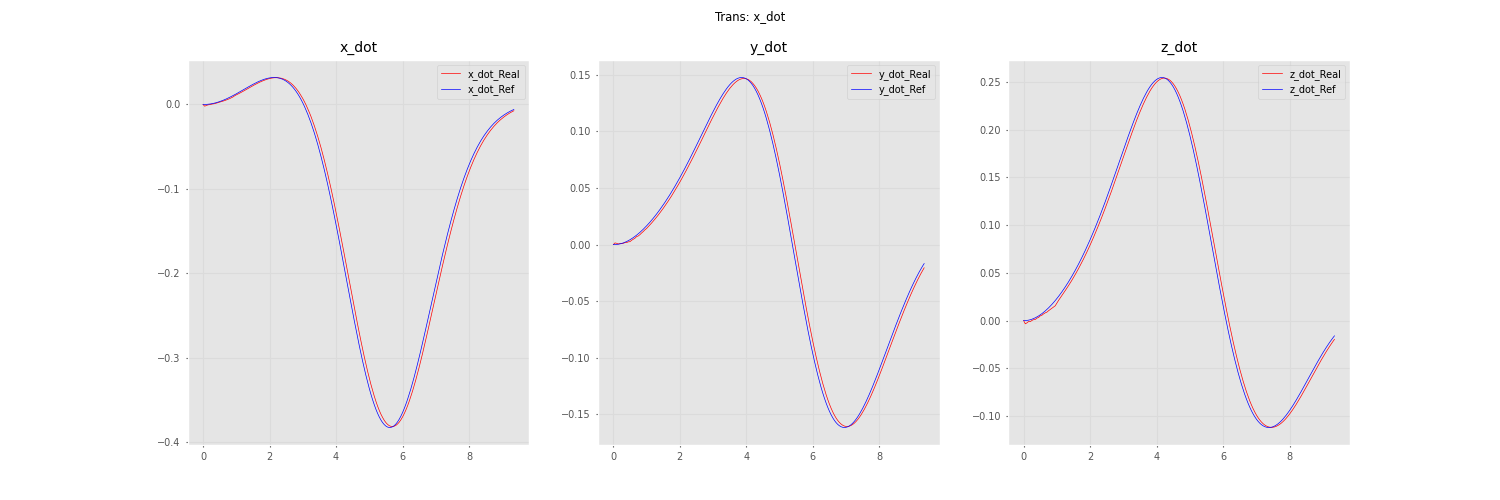 Trans: x_dot
x_dot
x_dot_Real
x_dot_Ref
0.0
−0.1
−0.2
−0.3
−0.4
0 2 4 6 8
y_dot
y_dot_Real
y_dot_Ref
0.15
0.10
0.05
0.00
−0.05
−0.10
−0.15
0 2 4 6 8
z_dot
z_dot_Real
z_dot_Ref
0.25
0.20
0.15
0.10
0.05
0.00
−0.05
−0.10
0 2 4 6 8